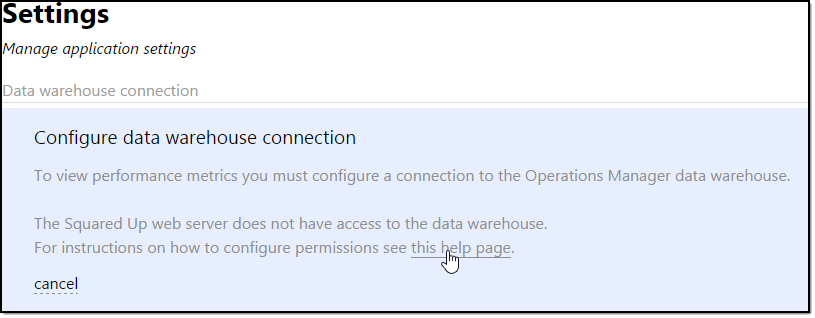 Settings
Manage application settings
Data warehouse connection
Configure data warehouse connection
To view performance metrics you must configure a connection to the Operations Manager data warehouse.
The Squared Up web server does not have access to the data warehouse.
For instructions on how to configure permissions see this help page.
cancel